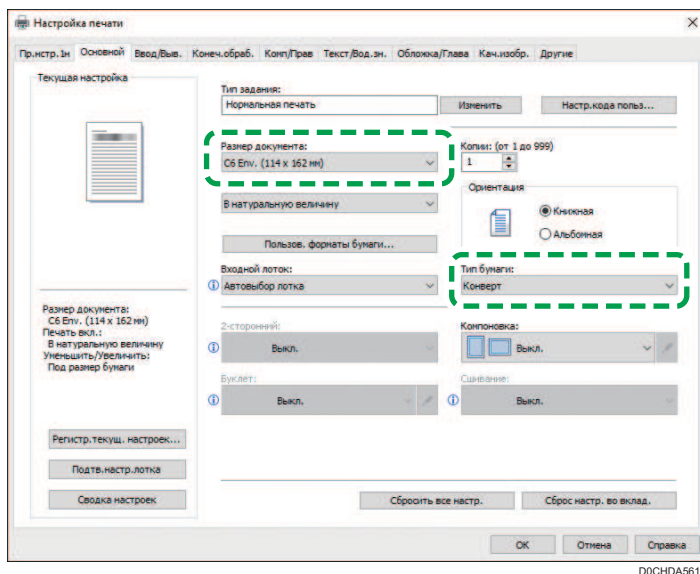 Настройка печати
Пр.нстр.1н Основной Ввод/Выв. Конеч.обраб. Комп/Прав Текст/Вод.зн. Обложка/Глава Кач.изобр. Другие
Текущая настройка
Тип задания:
Нормальная печать
Изменить
Настр.кода польз...
Размер документа:
C6 Env. (114 x 162 мм)
Копии: (от 1 до 999)
1
В натуральную величину
Ориентация
Книжная
Альбомная
Пользов. форматы бумаги...
Входной лоток:
Автовыбор лотка
Тип бумаги:
Конверт
Размер документа:
C6 Env. (114 x 162 мм)
Печать вкл.:
В натуральную величину
Уменьшить/Увеличить:
Под размер бумаги
2-сторонний:
Выкл.
Компоновка:
Выкл.
Буклет:
Выкл.
Сшивание:
Выкл.
Регистр.текущ. настроек...
Подтв.настр.лотка
Сводка настроек
Сбросить все настр.
Сброс настр. во вклад.
OK
Отмена
Справка
D0CHDA561